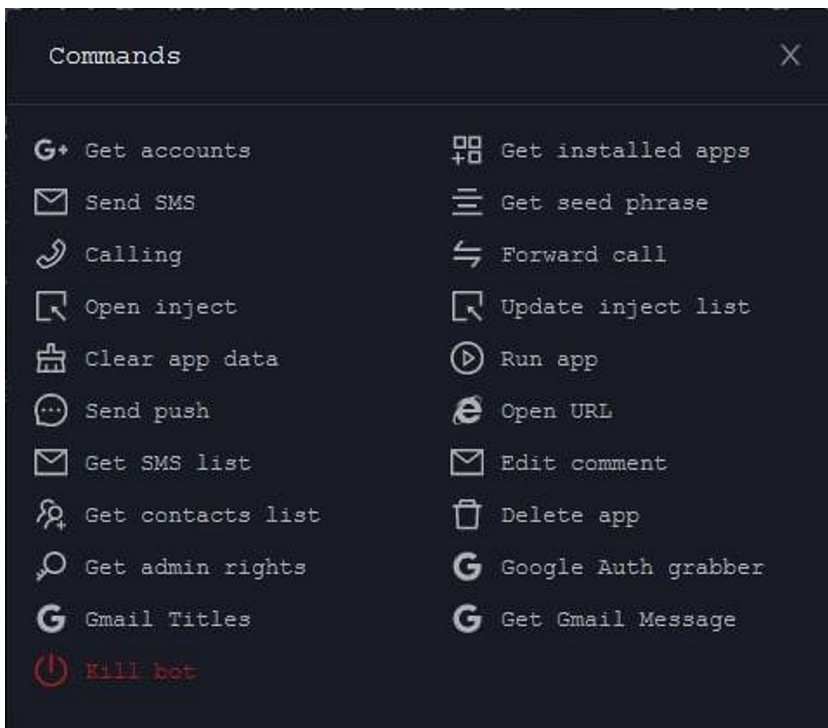 Commands
Get accounts
Get installed apps
Send SMS
Get seed phrase
Calling
Forward call
Open inject
Update inject list
Clear app data
Run app
Send push
Open URL
Get SMS list
Edit comment
Get contacts list
Delete app
Get admin rights
Google Auth grabber
Gmail Titles
Get Gmail Message
Kill bot